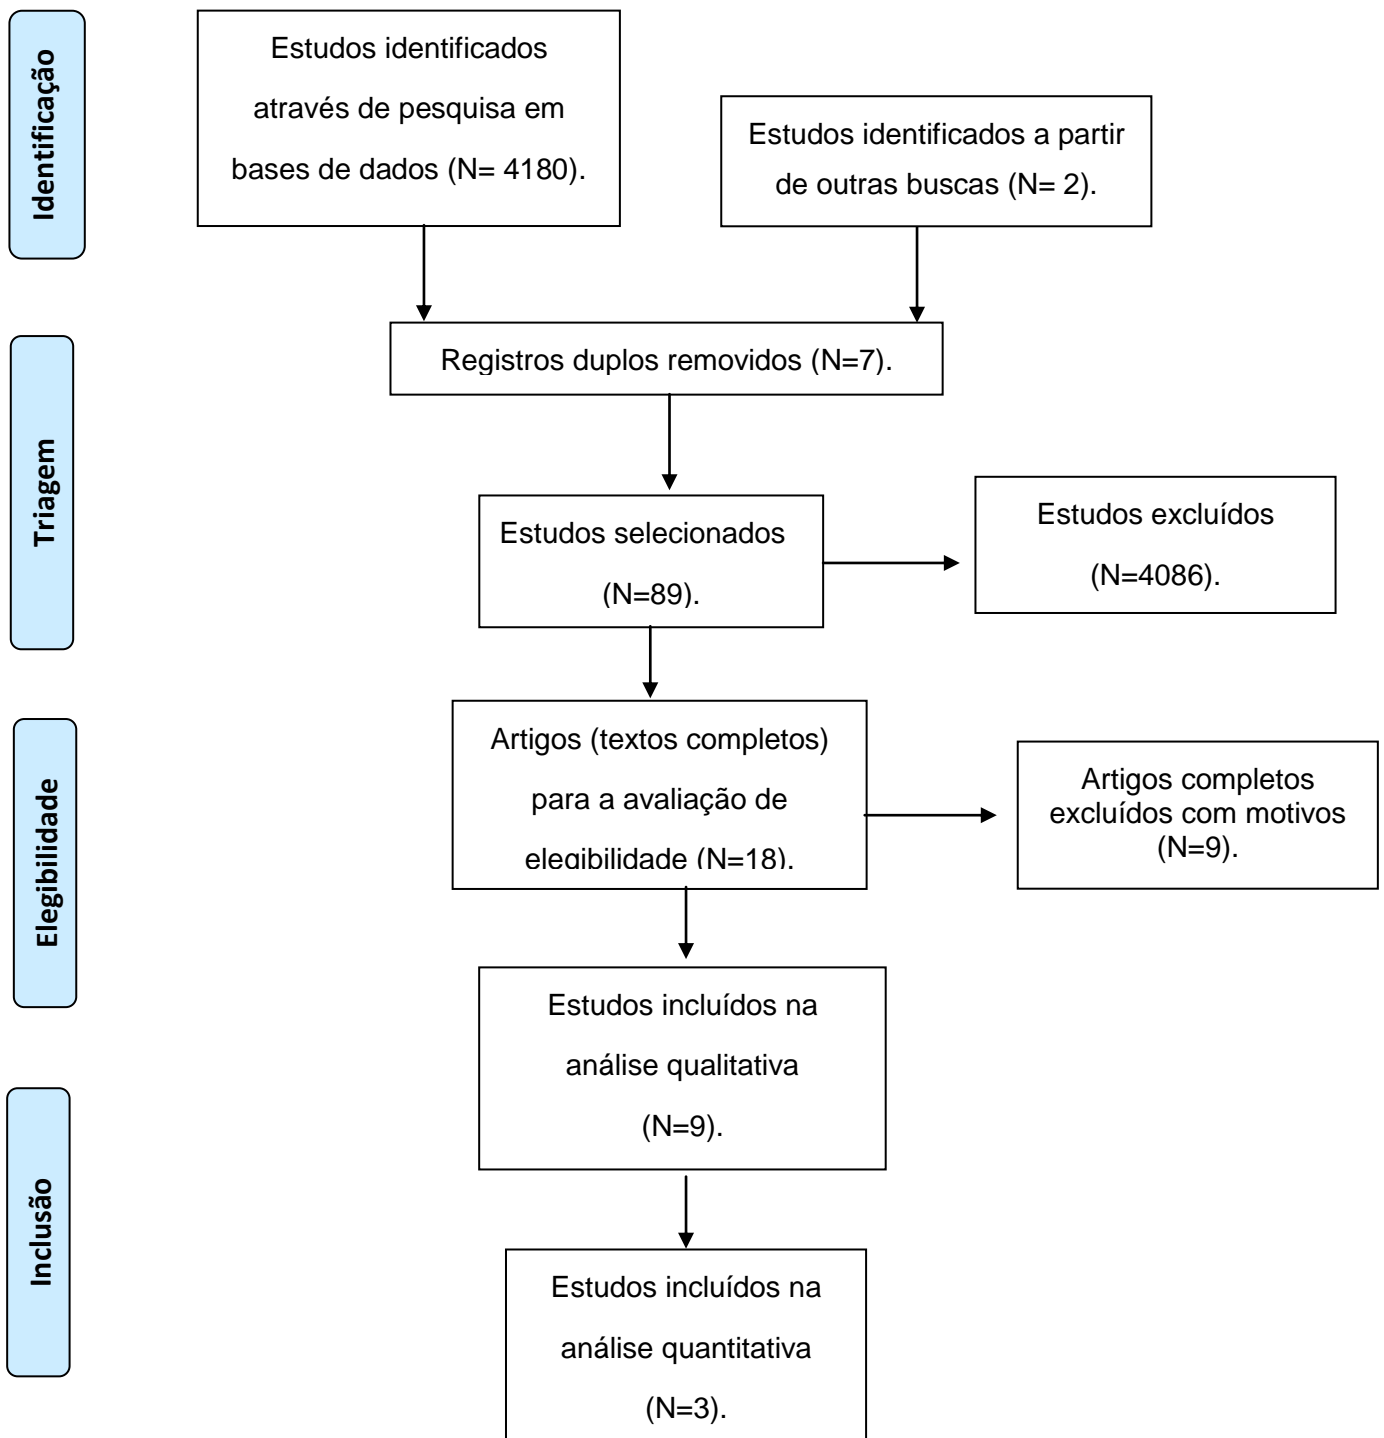 Identificação
Estudos identificados
através de pesquisa em
bases de dados (N= 4180).
Estudos identificados a partir
de outras buscas (N= 2).
Registros duplos removidos (N=7).
Triagem
Estudos selecionados
(N=89).
Estudos excluídos
(N=4086).
Elegibilidade
Artigos (textos completos)
para a avaliação de
elegibilidade (N=18).
Artigos completos
excluídos com motivos
(N=9).
Estudos incluídos na
análise qualitativa
(N=9).
Inclusão
Estudos incluídos na
análise quantitativa
(N=3).